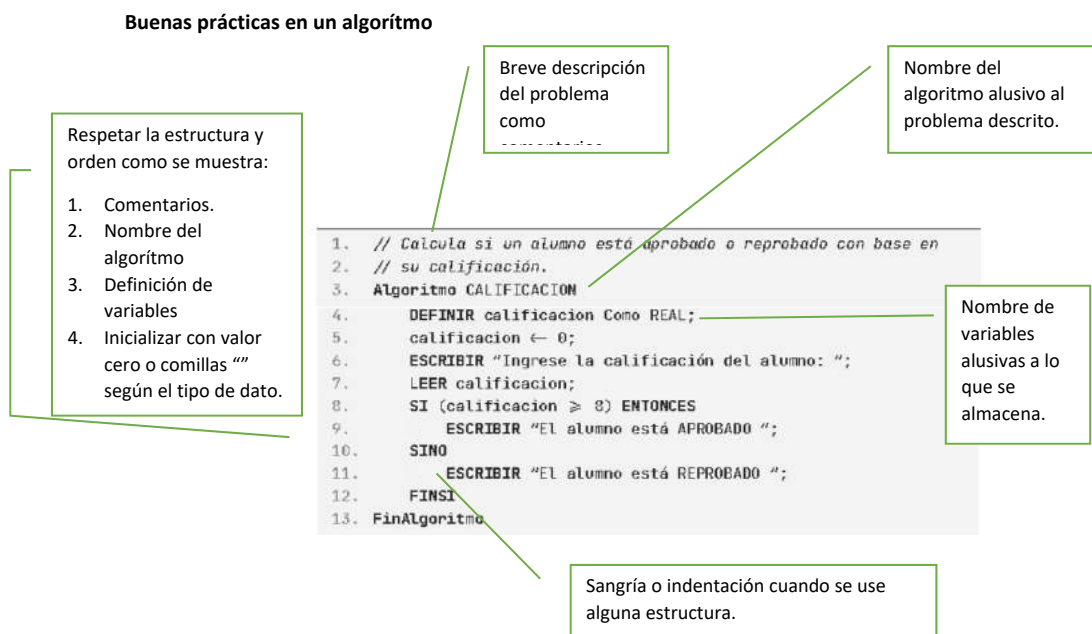 Buenas prácticas en un algorítmo
Breve descripción
del problema
como
Nombre del
algoritmo alusivo al
problema descrito.
Respetar la estructura y
orden como se muestra:
1. Comentarios.
2. Nombre del
algorítmo
3. Definición de
variables
4. Inicializar con valor
cero o comillas “”
según el tipo de dato.
1. // Calcula si un alumno está aprobado o reprobado con base en
2. // su calificación.
3. Algoritmo CALIFICACION
4. DEFINIR calificacion Como REAL;
5. calificacion ← 0;
6. ESCRIBIR “Ingrese la calificación del alumno: ”;
7. LEER calificacion;
8. SI (calificacion ⩾ 8) ENTONCES
9. ESCRIBIR “El alumno está APROBADO ”;
10. SINO
11. ESCRIBIR “El alumno está REPROBADO ”;
12. FINSI
13. FinAlgoritmo
Nombre de
variables
alusivas a lo
que se
almacena.
Sangría o indentación cuando se use
alguna estructura.